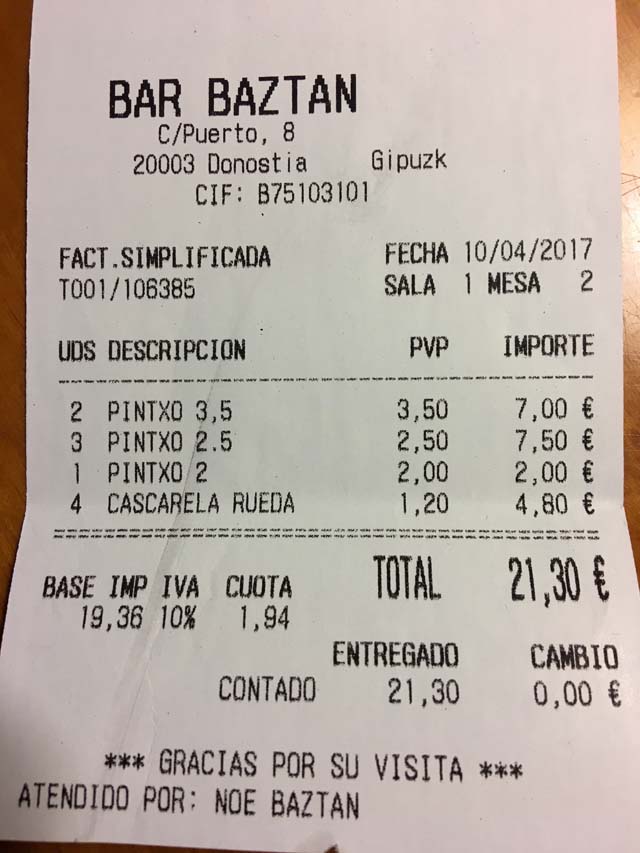 BAR BAZTAN
C/Puerto, 8
20003 Donostia Gipuzk
CIF: B75103101
FACT.SIMPLIFICADA FECHA 10/04/2017
T001/106385 SALA 1 MESA 2
UDS DESCRIPCION PVP IMPORTE
2 PINTXO 3,5 3,50 7,00 €
3 PINTXO 2.5 2,50 7,50 €
1 PINTXO 2 2,00 2,00 €
4 CASCARELA RUEDA 1,20 4,80 €
TOTAL 21,30 €
BASE IMP IVA CUOTA
19,36 10% 1,94
ENTREGADO CAMBIO
CONTADO 21,30 0,00 €
*** GRACIAS POR SU VISITA ***
ATENDIDO POR: NOE BAZTAN